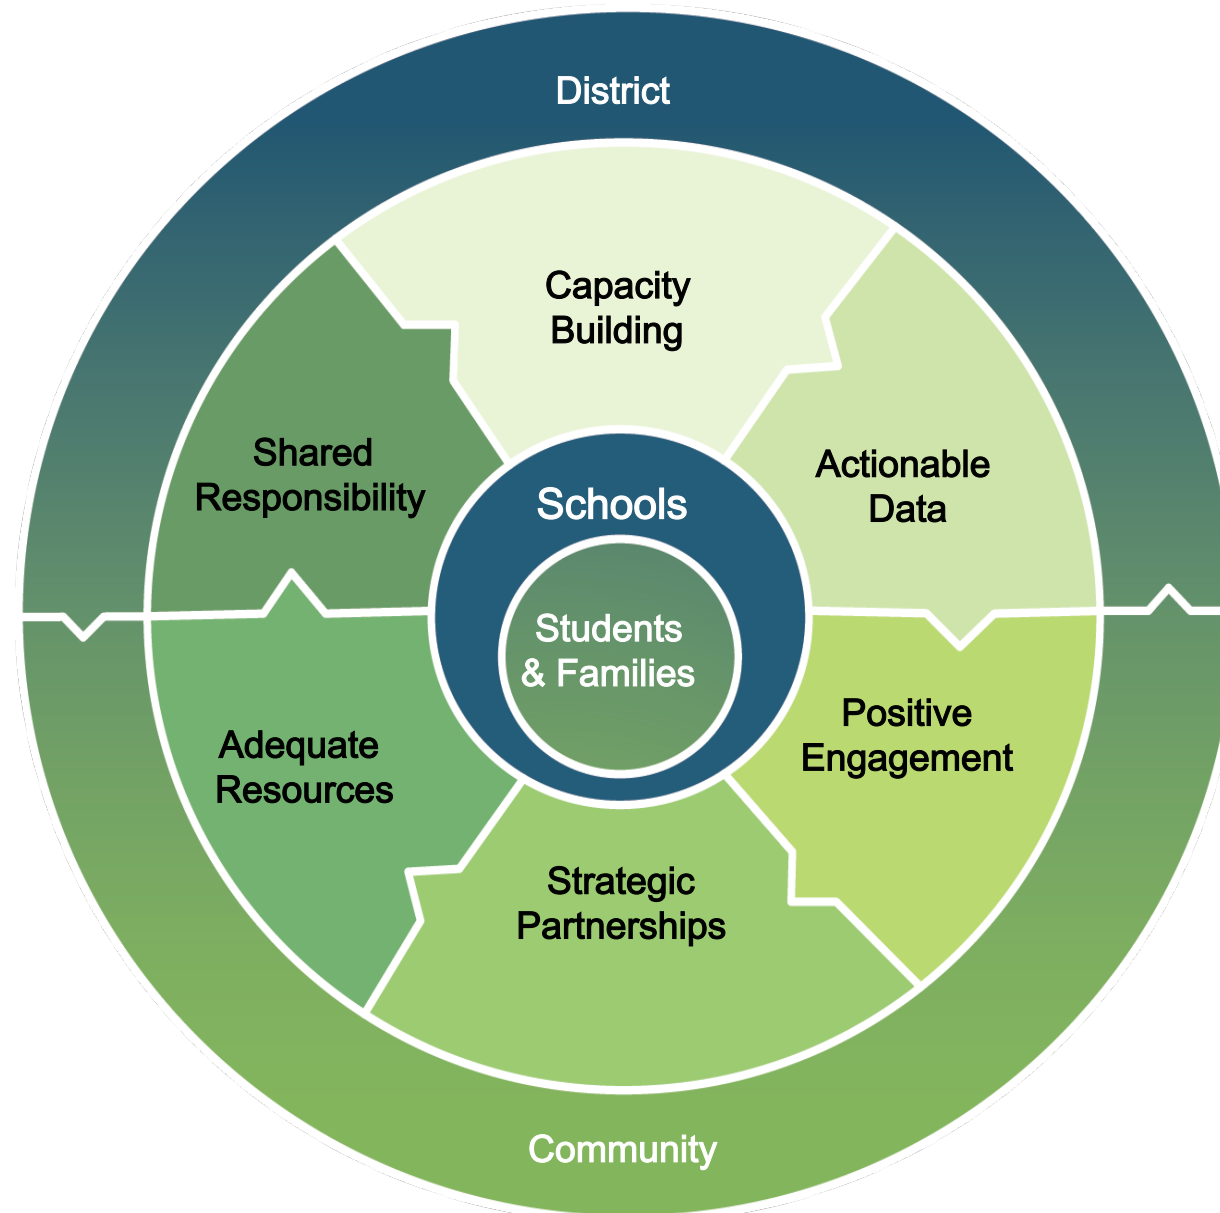 District
Capacity
Building
Actionable
Data
Positive
Engagement
Strategic
Partnerships
Adequate
Resources
Shared
Responsibility
Schools
Students
& Families
Community